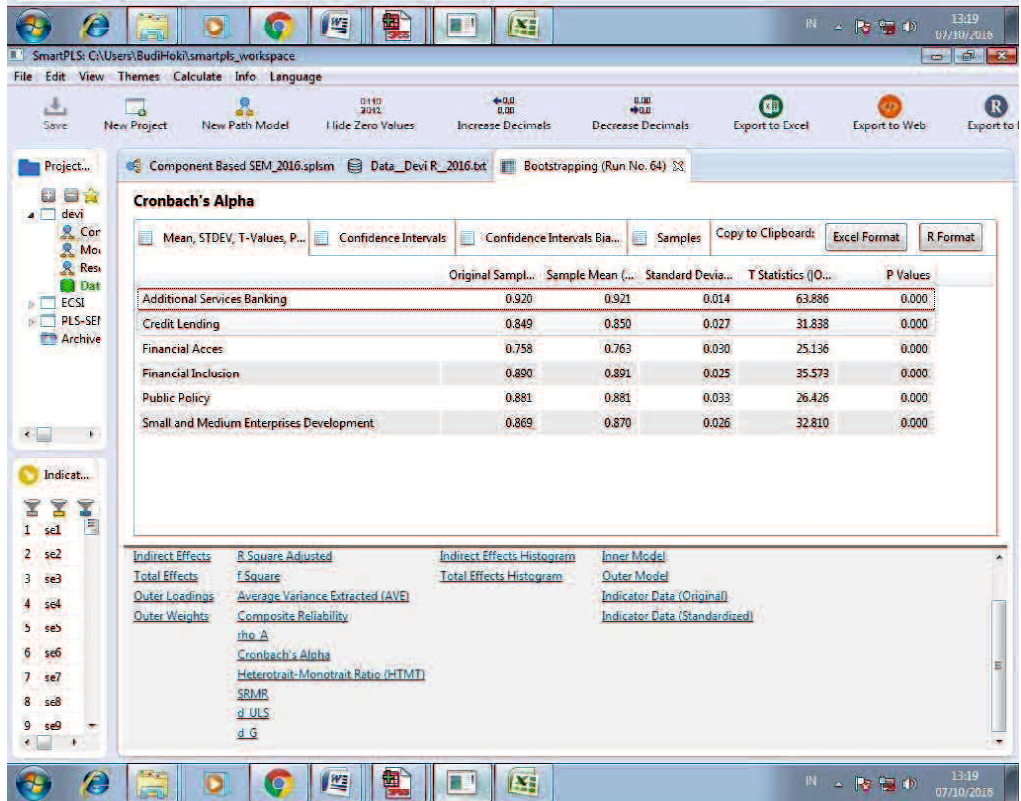 IN 13:19
07/10/2016
SmartPLS: C:\Users\BudiHoki\smartpls_workspace
File Edit View Themes Calculate Info Language
Save New Project New Path Model Hide Zero Values Increase Decimals Decrease Decimals Export to Excel Export to Web Export to
Project... Component Based SEM_2016.splsm Data__Devi R__2016.txt Bootstrapping (Run No. 64)
devi
Dat
ECSI
PLS-SEM
Archive
Cronbach's Alpha
Mean, STDEV, T-Values, P... Confidence Intervals Confidence Intervals Bia... Samples Copy to Clipboard: Excel Format R Format
Original Sampl... Sample Mean (... Standard Devia... T Statistics (|O... P Values
Additional Services Banking 0.920 0.921 0.014 63.886 0.000
Credit Lending 0.849 0.850 0.027 31.838 0.000
Financial Acces 0.758 0.763 0.030 25.136 0.000
Financial Inclusion 0.890 0.891 0.025 35.573 0.000
Public Policy 0.881 0.881 0.033 26.426 0.000
Small and Medium Enterprises Development 0.869 0.870 0.026 32.810 0.000
Indicat...
1 se1
2 se2
3 se3
4 se4
5 se5
6 se6
7 se7
8 se8
9 se9
Indirect Effects R Square Adjusted Indirect Effects Histogram Inner Model
Total Effects f Square Total Effects Histogram Outer Model
Outer Loadings Average Variance Extracted (AVE) Indicator Data (Original)
Outer Weights Composite Reliability Indicator Data (Standardized)
rho_A
Cronbach's Alpha
Heterotrait-Monotrait Ratio (HTMT)
SRMR
d_ULS
d_G
IN 13:19
07/10/2016